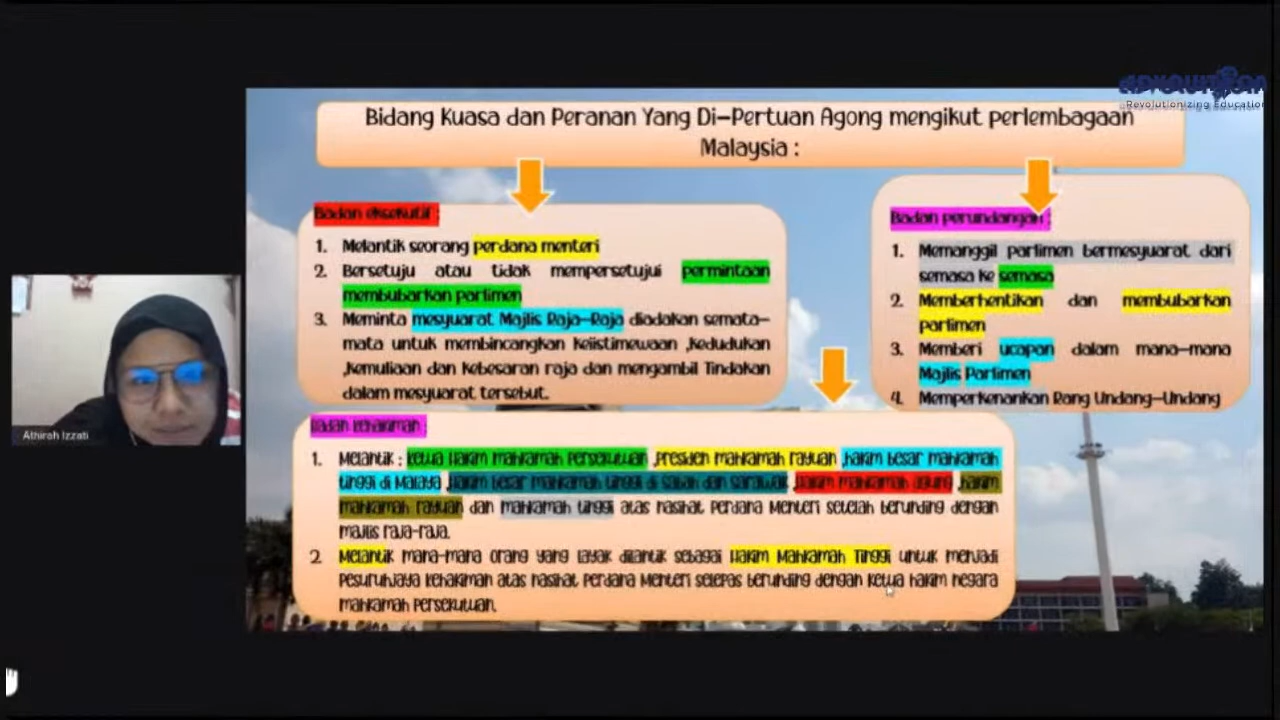 Revolutionizing Education
Bidang Kuasa dan Peranan Yang Di-Pertuan Agong mengikut perlembagaan
Malaysia :
Badan eksekutif :
1. Melantik seorang perdana menteri
2. Bersetuju atau tidak mempersetujui permintaan
membubarkan parlimen
3. Meminta mesyuarat Majlis Raja-Raja diadakan semata-
mata untuk membincangkan keistimewaan ,kedudukan
,kemuliaan dan kebesaran raja dan mengambil Tindakan
dalam mesyuarat tersebut.
Badan perundangan :
1. Memanggil parlimen bermesyuarat dari
semasa ke semasa
2. Memberhentikan dan membubarkan
parlimen
3. Memberi ucapan dalam mana-mana
Majlis Parlimen
4. Memperkenankan Rang Undang-Undang
Badan kehakiman :
1. Melantik : Ketua Hakim mahkamah Persekutuan ,Presiden mahkamah rayuan ,hakim besar mahkamah
tinggi di Malaya ,hakim besar mahkamah tinggi di sabah dan sarawak ,hakim mahkamah agung ,hakim
mahkamah rayuan dan mahkamah tinggi atas nasihat Perdana Menteri setelah berunding dengan
majlis raja-raja.
2. Melantik mana-mana orang yang layak dilantik sebagai Hakim Mahkamah Tinggi untuk menjadi
Pesuruhjaya kehakiman atas nasihat Perdana Menteri selepas berunding dengan ketua hakim negara
mahkamah Persekutuan.
Athirah Izzati